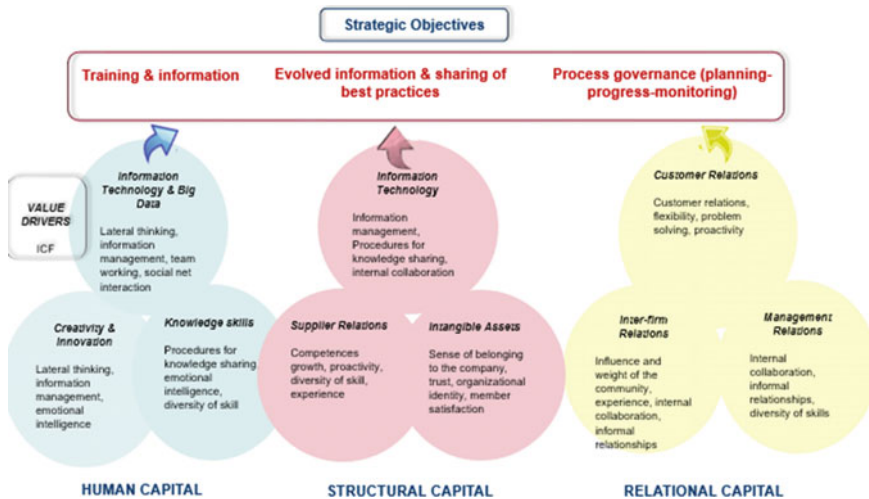 Strategic Objectives
Training & information
Evolved information & sharing of
best practices
Process governance (planning-
progress-monitoring)
VALUE
DRIVERS
ICF
Information
Technology & Big
Data
Lateral thinking,
information
management, team
working, social net
interaction
Creativity &
Innovation
Lateral thinking,
information
management,
emotional
intelligence
Knowledge skills
Procedures for
knowledge sharing,
emotional
intelligence,
diversity of skill
HUMAN CAPITAL
Information
Technology
Information
management,
Procedures for
knowledge sharing,
internal collaboration
Supplier Relations
Competences
growth, proactivity,
diversity of skill,
experience
Intangible Assets
Sense of belonging
to the company,
trust, organizational
identity, member
satisfaction
STRUCTURAL CAPITAL
Customer Relations
Customer relations,
flexibility, problem
solving, proactivity
Inter-firm
Relations
Influence and
weight of the
community,
experience, internal
collaboration,
informal
relationships
Management
Relations
Internal
collaboration,
informal
relationships,
diversity of skills
RELATIONAL CAPITAL